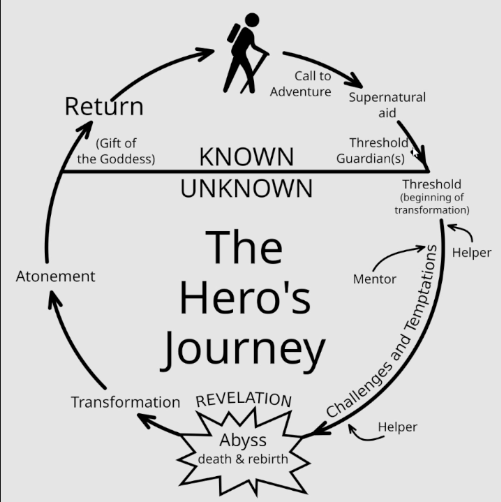 Call to
Adventure
Supernatural
aid
Return
(Gift of
the Goddess)
KNOWN
Threshold
Guardian(s)
UNKNOWN
Threshold
(beginning of
transformation)
The
Hero's
Journey
Helper
Mentor
Challenges and Temptations
Atonement
Transformation
REVELATION
Helper
Abyss
death & rebirth